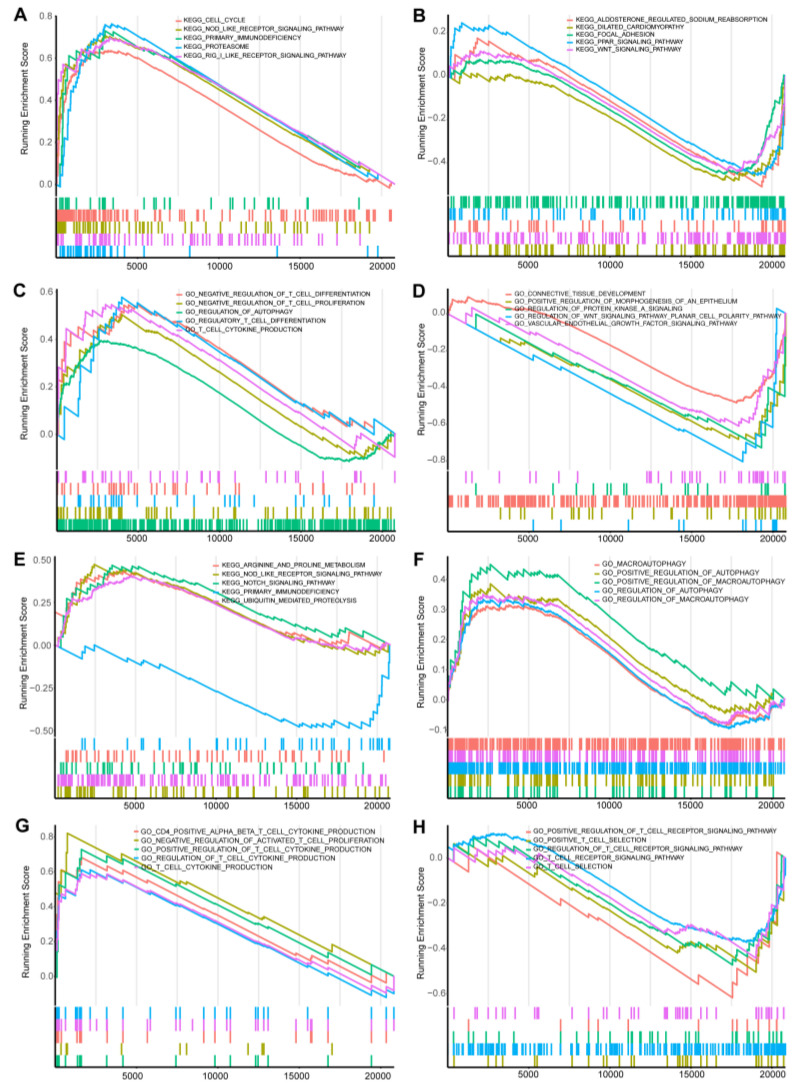 A
KEGG_CELL_CYCLE
KEGG_NOD_LIKE_RECEPTOR_SIGNALING_PATHWAY
KEGG_PRIMARY_IMMUNODEFICIENCY
KEGG_PROTEASOME
KEGG_RIG_I_LIKE_RECEPTOR_SIGNALING_PATHWAY
Running Enrichment Score
0.8
0.6
0.4
0.2
0.0
5000 10000 15000 20000
B
KEGG_ALDOSTERONE_REGULATED_SODIUM_REABSORPTION
KEGG_DILATED_CARDIOMYOPATHY
KEGG_FOCAL_ADHESION
KEGG_PPAR_SIGNALING_PATHWAY
KEGG_WNT_SIGNALING_PATHWAY
Running Enrichment Score
0.2
0.0
−0.2
−0.4
5000 10000 15000 20000
C
GO_NEGATIVE_REGULATION_OF_T_CELL_DIFFERENTIATION
GO_NEGATIVE_REGULATION_OF_T_CELL_PROLIFERATION
GO_REGULATION_OF_AUTOPHAGY
GO_REGULATORY_T_CELL_DIFFERENTIATION
GO_T_CELL_CYTOKINE_PRODUCTION
Running Enrichment Score
0.6
0.4
0.2
0.0
5000 10000 15000 20000
D
GO_CONNECTIVE_TISSUE_DEVELOPMENT
GO_POSITIVE_REGULATION_OF_MORPHOGENESIS_OF_AN_EPITHELIUM
GO_REGULATION_OF_PROTEIN_KINASE_A_SIGNALING
GO_REGULATION_OF_WNT_SIGNALING_PATHWAY_PLANAR_CELL_POLARITY_PATHWAY
GO_VASCULAR_ENDOTHELIAL_GROWTH_FACTOR_SIGNALING_PATHWAY
Running Enrichment Score
0.0
−0.2
−0.4
−0.6
−0.8
5000 10000 15000 20000
E
KEGG_ARGININE_AND_PROLINE_METABOLISM
KEGG_NOD_LIKE_RECEPTOR_SIGNALING_PATHWAY
KEGG_NOTCH_SIGNALING_PATHWAY
KEGG_PRIMARY_IMMUNODEFICIENCY
KEGG_UBIQUITIN_MEDIATED_PROTEOLYSIS
Running Enrichment Score
0.50
0.25
0.00
−0.25
−0.50
5000 10000 15000 20000
F
GO_MACROAUTOPHAGY
GO_POSITIVE_REGULATION_OF_AUTOPHAGY
GO_POSITIVE_REGULATION_OF_MACROAUTOPHAGY
GO_REGULATION_OF_AUTOPHAGY
GO_REGULATION_OF_MACROAUTOPHAGY
Running Enrichment Score
0.4
0.3
0.2
0.1
0.0
−0.1
5000 10000 15000 20000
G
GO_CD4_POSITIVE_ALPHA_BETA_T_CELL_CYTOKINE_PRODUCTION
GO_NEGATIVE_REGULATION_OF_ACTIVATED_T_CELL_PROLIFERATION
GO_POSITIVE_REGULATION_OF_T_CELL_CYTOKINE_PRODUCTION
GO_REGULATION_OF_T_CELL_CYTOKINE_PRODUCTION
GO_T_CELL_CYTOKINE_PRODUCTION
Running Enrichment Score
0.8
0.6
0.4
0.2
0.0
5000 10000 15000 20000
H
GO_POSITIVE_REGULATION_OF_T_CELL_RECEPTOR_SIGNALING_PATHWAY
GO_POSITIVE_T_CELL_SELECTION
GO_REGULATION_OF_T_CELL_RECEPTOR_SIGNALING_PATHWAY
GO_T_CELL_RECEPTOR_SIGNALING_PATHWAY
GO_T_CELL_SELECTION
Running Enrichment Score
0.0
−0.2
−0.4
−0.6
5000 10000 15000 20000